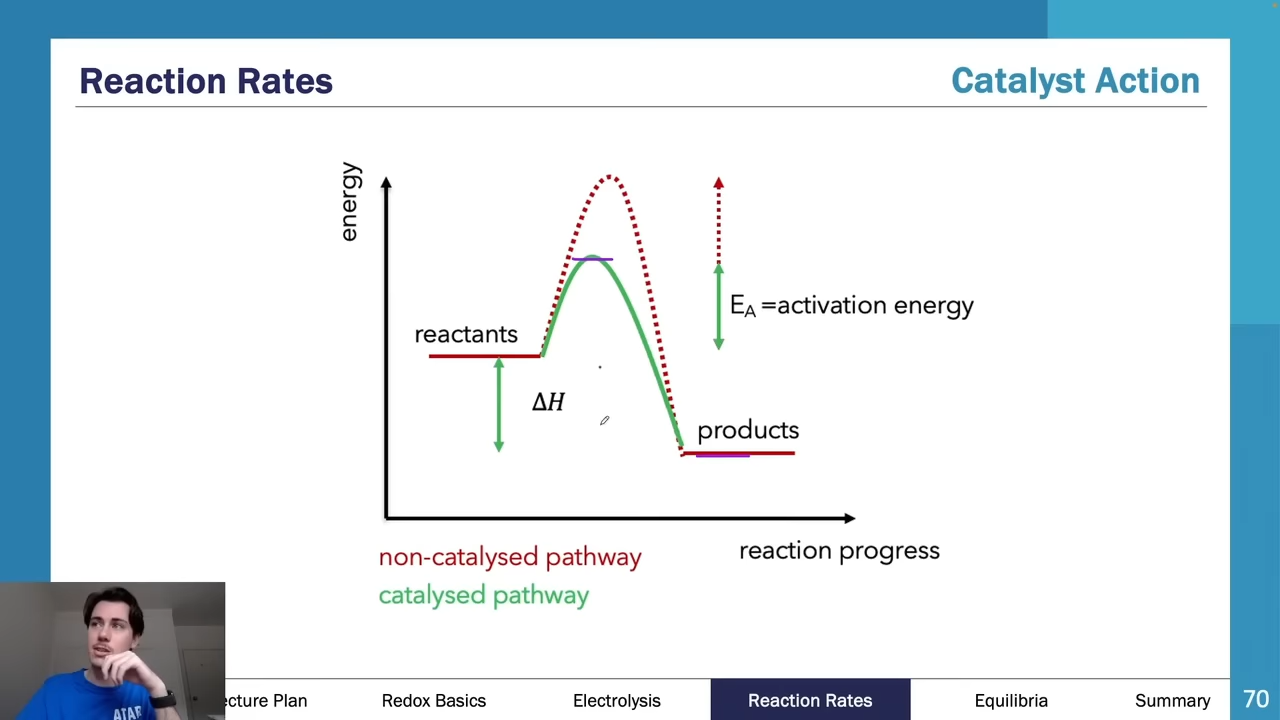 Reaction Rates
Catalyst Action
energy
reactants
E_A =activation energy
ΔH
products
reaction progress
non-catalysed pathway
catalysed pathway
Plan
Redox Basics
Electrolysis
Reaction Rates
Equilibria
Summary
70